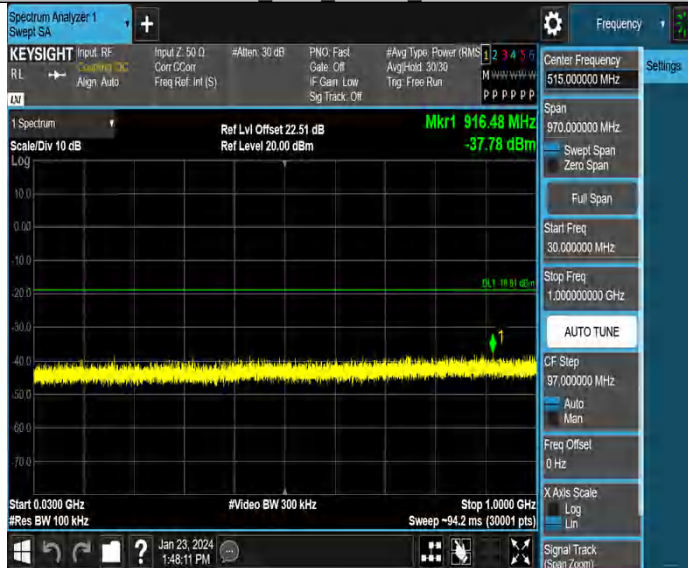 Spectrum Analyzer 1
Swept SA
+
Frequency
KEYSIGHT
RL
Input: RF
Coupling: DC
Align: Auto
Input Z: 50 Ω
Corr CCorr
Freq Ref: Int (S)
#Atten: 30 dB
PNO: Fast
Gate: Off
IF Gain: Low
Sig Track: Off
#Avg Type: Power (RMS
Avg|Hold: 30/30
Trig: Free Run
1 2 3 4 5 6
M W W W W W
P P P P P P
LXI
1 Spectrum
Scale/Div 10 dB
Log
Ref Lvl Offset 22.51 dB
Ref Level 20.00 dBm
Mkr1 916.48 MHz
-37.78 dBm
10.0
0.00
-10.0
-20.0
-30.0
-40.0
-50.0
-60.0
-70.0
1
Start 0.0300 GHz
#Res BW 100 kHz
#Video BW 300 kHz
Stop 1.0000 GHz
Sweep ~94.2 ms (30001 pts)
Jan 23, 2024
1:48:11 PM
?
Settings
Center Frequency
515.000000 MHz
Span
970.000000 MHz
Swept Span
Zero Span
Full Span
Start Freq
30.000000 MHz
Stop Freq
1.000000000 GHz
AUTO TUNE
CF Step
97.000000 MHz
Auto
Man
Freq Offset
0 Hz
X Axis Scale
Log
Lin
Signal Track
(Span Zoom)